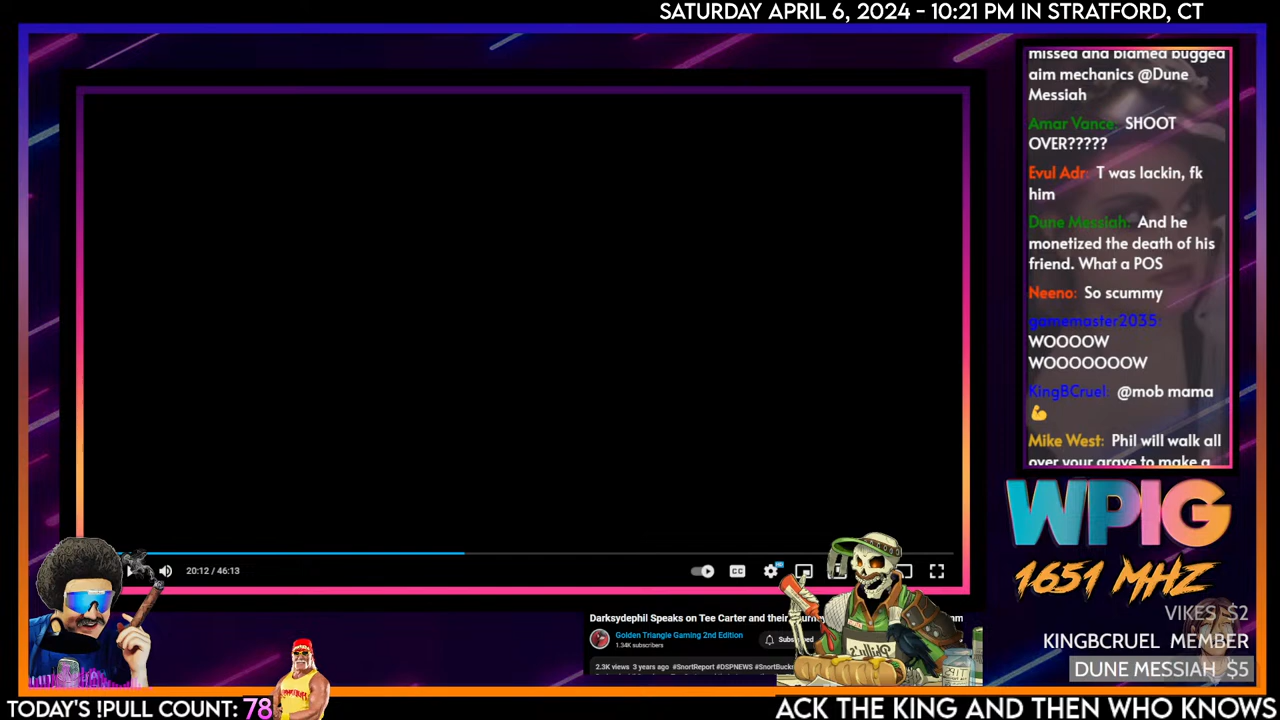 SATURDAY APRIL 6, 2024 - 10:21 PM IN STRATFORD, CT
missed and blamed bugged
aim mechanics @Dune
Messiah
Amar Vance: SHOOT
OVER?????
Evul Adr: T was lackin, fk
him
Dune Messiah: And he
monetized the death of his
friend. What a POS
Neeno: So scummy
gamemaster2035:
WOOOOW
WOOOOOOOW
KingBCruel: @mob mama
Mike West: Phil will walk all
over your grave to make a
20:12 / 46:13
CC
HD
WPIG
1651 MHZ
VIKES $2
KINGBCRUEL MEMBER
DUNE MESSIAH $5
Darksydephil Speaks on Tee Carter and their
Golden Triangle Gaming 2nd Edition
1.34K subscribers
2.3K views 3 years ago #SnortReport #DSPNEWS
TODAY'S !PULL COUNT: 78
ACK THE KING AND THEN WHO KNOWS